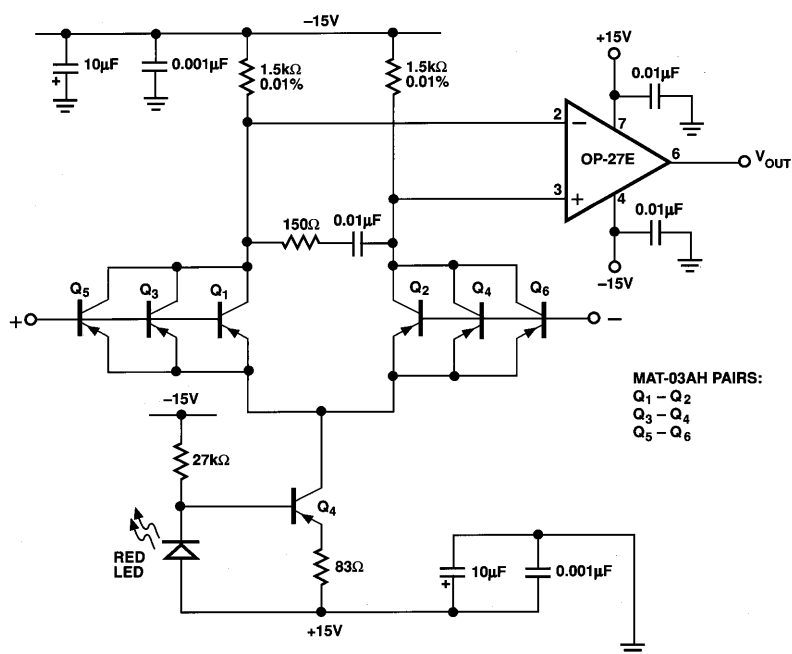 –15V
10µF
+
0.001µF
1.5kΩ
0.01%
1.5kΩ
0.01%
+15V
0.01µF
2
–
7
OP-27E
6
V_OUT
3
+
4
0.01µF
–15V
150Ω
0.01µF
Q5
Q3
Q1
Q2
Q4
Q6
+
–
MAT-03AH PAIRS:
Q1 – Q2
Q3 – Q4
Q5 – Q6
–15V
27kΩ
Q4
RED
LED
83Ω
10µF
+
0.001µF
+15V